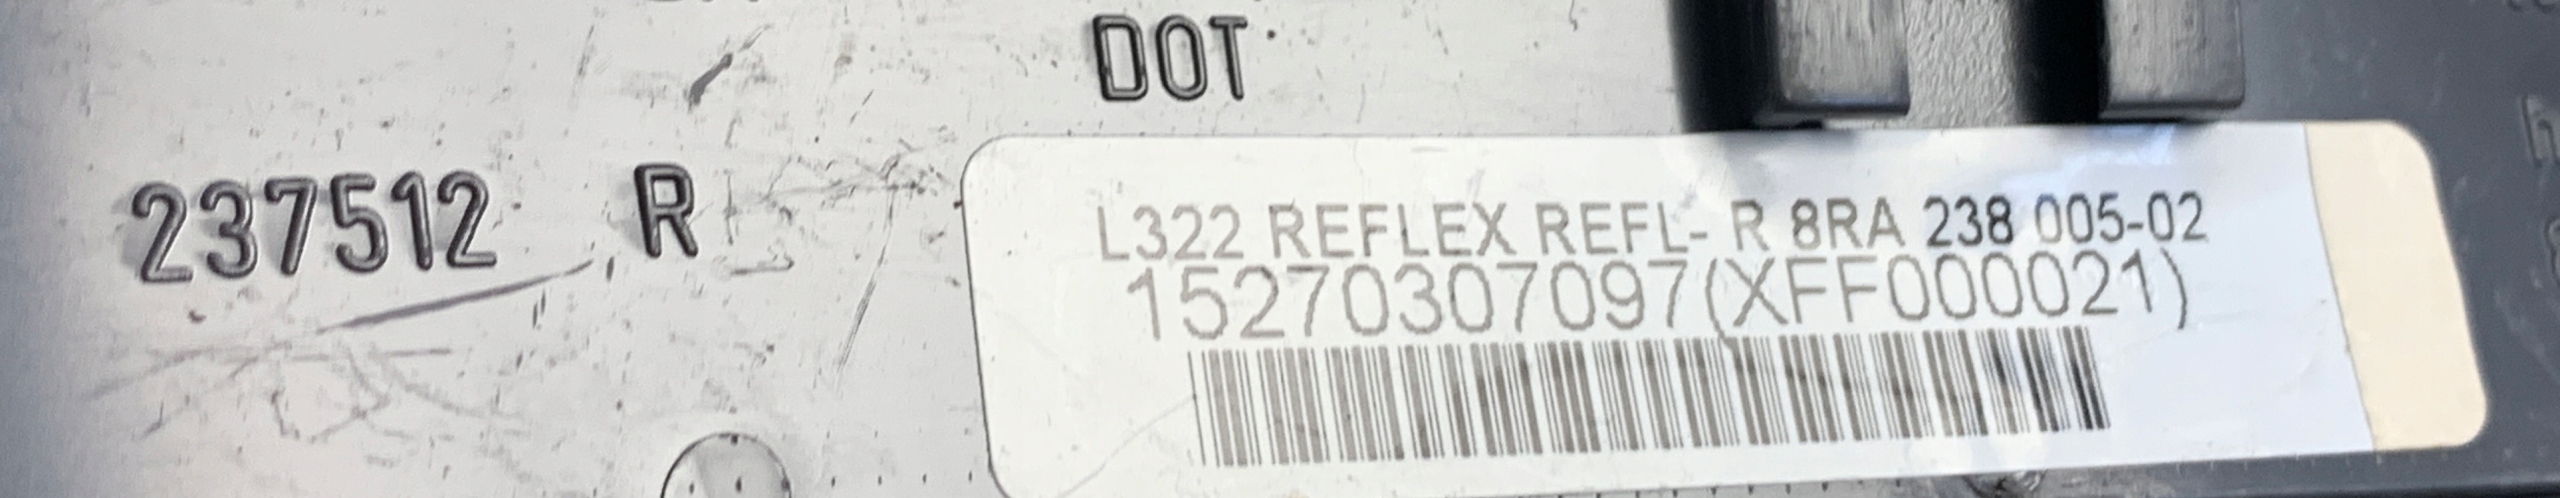 DOT
237512 R
L322 REFLEX REFL- R 8RA 238 005-02
15270307097(XFF000021)